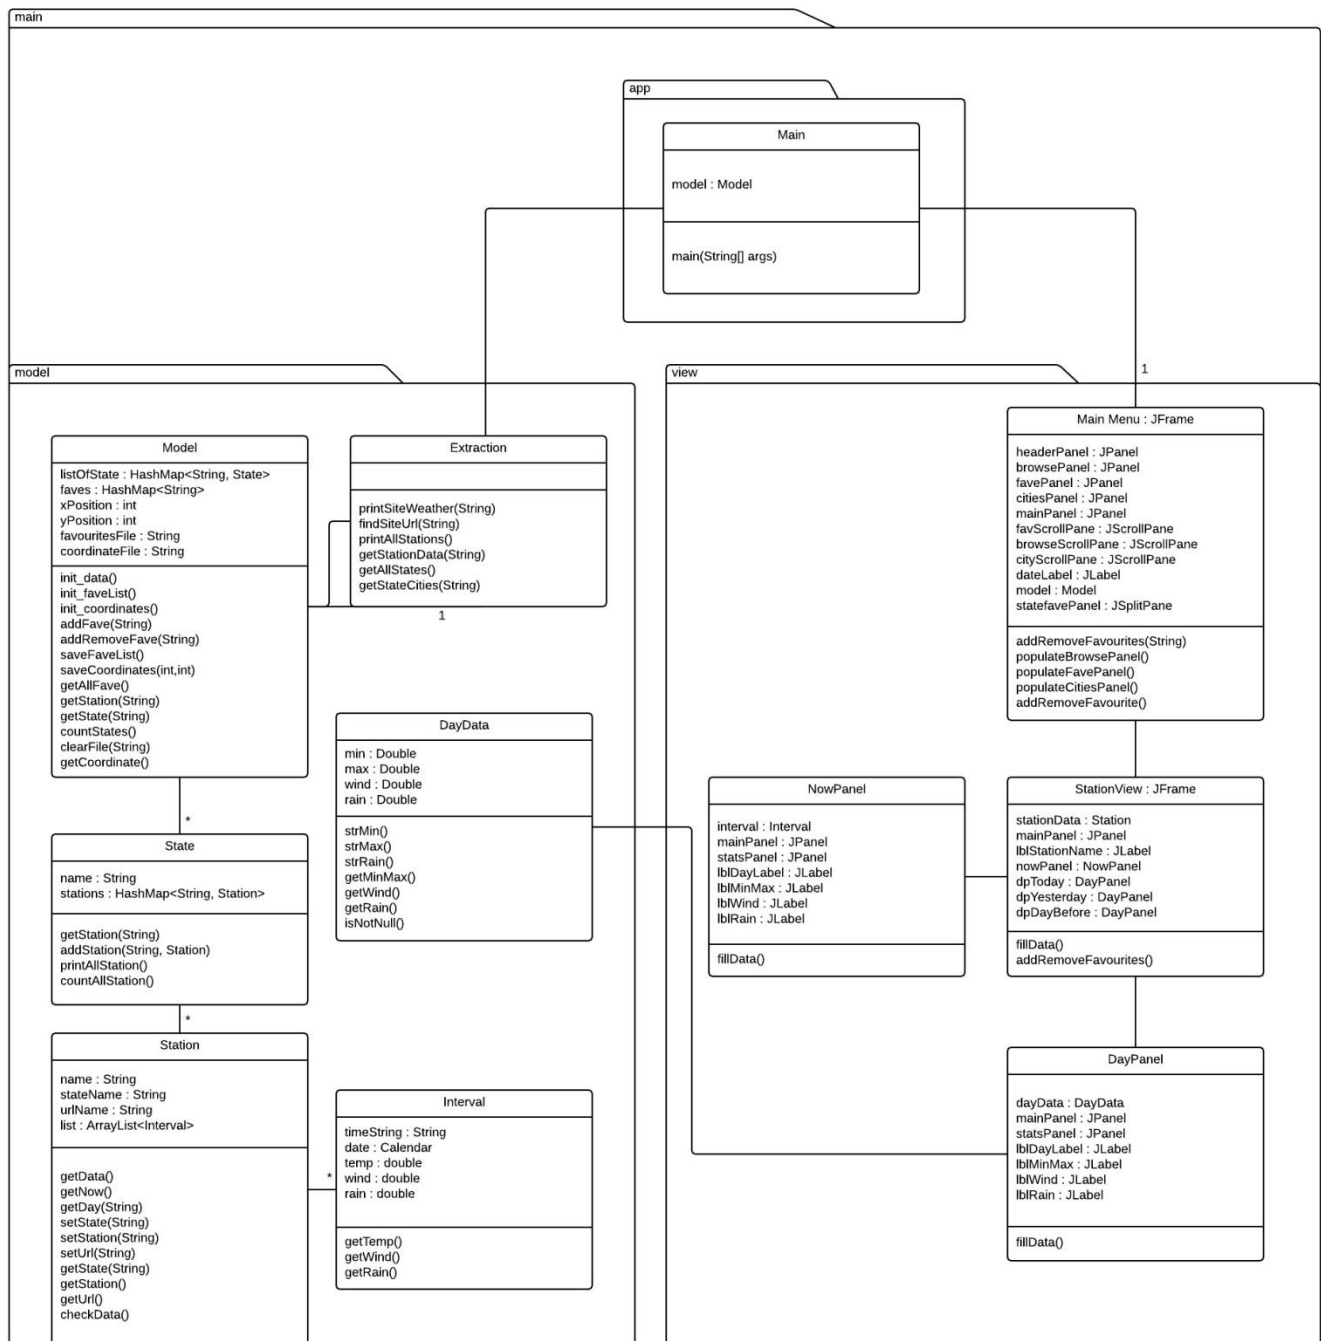 main
app
Main
model : Model
main(String[] args)
model
Model
listOfState : HashMap<String, State>
faves : HashMap<String>
xPosition : int
yPosition : int
favouritesFile : String
coordinateFile : String
init_data()
init_faveList()
init_coordinates()
addFave(String)
addRemoveFave(String)
saveFaveList()
saveCoordinates(int,int)
getAllFave()
getStation(String)
getState(String)
countStates()
clearFile(String)
getCoordinate()
Extraction
printSiteWeather(String)
findSiteUrl(String)
printAllStations()
getStationData(String)
getAllStates()
getStateCities(String)
1
DayData
min : Double
max : Double
wind : Double
rain : Double
strMin()
strMax()
strRain()
getMinMax()
getWind()
getRain()
isNotNull()
*
State
name : String
stations : HashMap<String, Station>
getStation(String)
addStation(String, Station)
printAllStation()
countAllStation()
*
Station
name : String
stateName : String
urlName : String
list : ArrayList<Interval>
getData()
getNow()
getDay(String)
setState(String)
setStation(String)
setUrl(String)
getState(String)
getStation()
getUrl()
checkData()
*
Interval
timeString : String
date : Calendar
temp : double
wind : double
rain : double
getTemp()
getWind()
getRain()
view
1
Main Menu : JFrame
headerPanel : JPanel
browsePanel : JPanel
favePanel : JPanel
citiesPanel : JPanel
mainPanel : JPanel
favScrollPane : JScrollPane
browseScrollPane : JScrollPane
cityScrollPane : JScrollPane
dateLabel : JLabel
model : Model
statefavePanel : JSplitPane
addRemoveFavourites(String)
populateBrowsePanel()
populateFavePanel()
populateCitiesPanel()
addRemoveFavourite()
NowPanel
interval : Interval
mainPanel : JPanel
statsPanel : JPanel
lblDayLabel : JLabel
lblMinMax : JLabel
lblWind : JLabel
lblRain : JLabel
fillData()
StationView : JFrame
stationData : Station
mainPanel : JPanel
lblStationName : JLabel
nowPanel : NowPanel
dpToday : DayPanel
dpYesterday : DayPanel
dpDayBefore : DayPanel
fillData()
addRemoveFavourites()
DayPanel
dayData : DayData
mainPanel : JPanel
statsPanel : JPanel
lblDayLabel : JLabel
lblMinMax : JLabel
lblWind : JLabel
lblRain : JLabel
fillData()